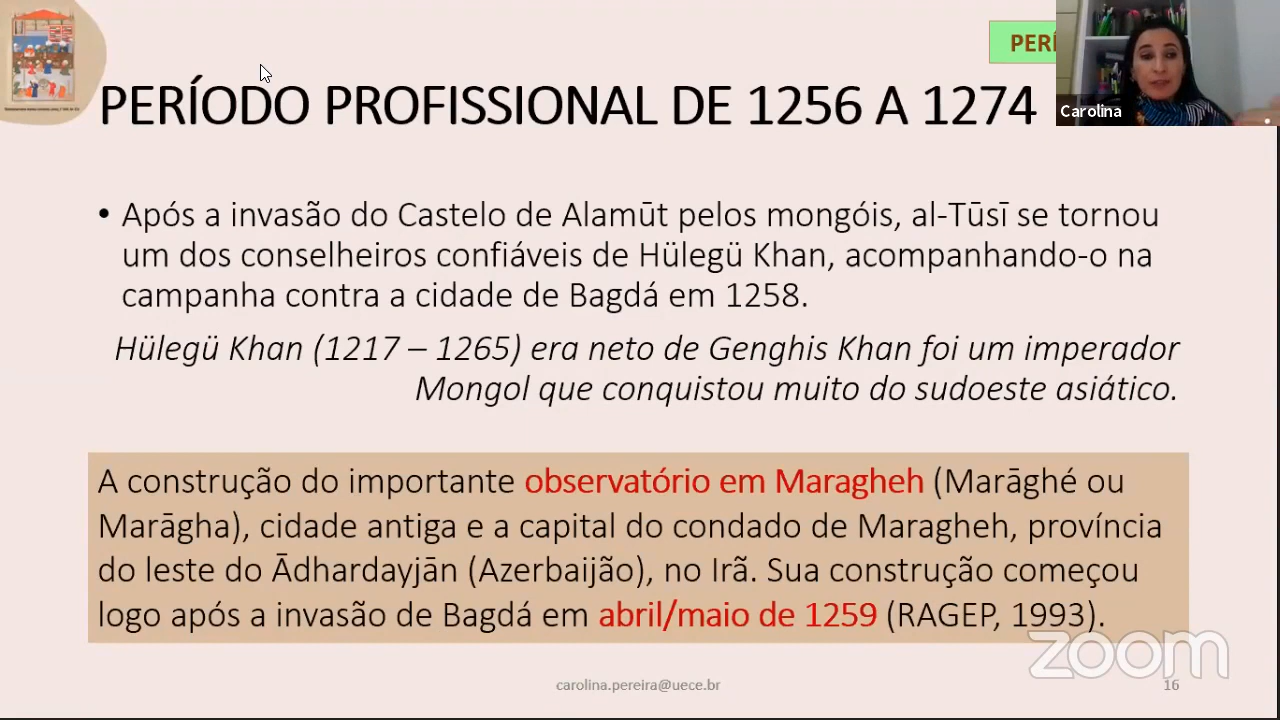 PERÍ
PERÍODO PROFISSIONAL DE 1256 A 1274
Carolina
• Após a invasão do Castelo de Alamūt pelos mongóis, al-Tūsī se tornou
um dos conselheiros confiáveis de Hülegü Khan, acompanhando-o na
campanha contra a cidade de Bagdá em 1258.
Hülegü Khan (1217 – 1265) era neto de Genghis Khan foi um imperador
Mongol que conquistou muito do sudoeste asiático.
A construção do importante observatório em Maragheh (Marāghé ou
Marāgha), cidade antiga e a capital do condado de Maragheh, província
do leste do Ādhardayjān (Azerbaijão), no Irã. Sua construção começou
logo após a invasão de Bagdá em abril/maio de 1259 (RAGEP, 1993).
zoom
carolina.pereira@uece.br
16